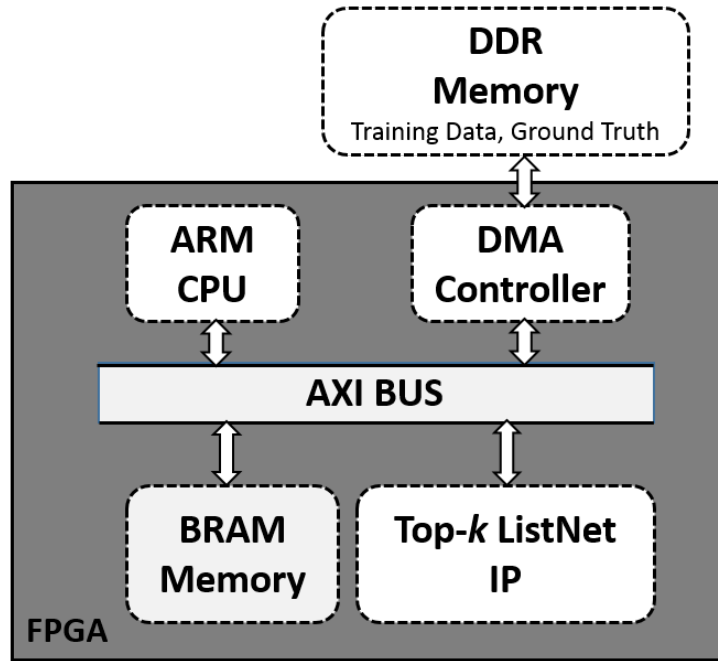 DDR
Memory
Training Data, Ground Truth
ARM
CPU
DMA
Controller
AXI BUS
BRAM
Memory
Top-k ListNet
IP
FPGA